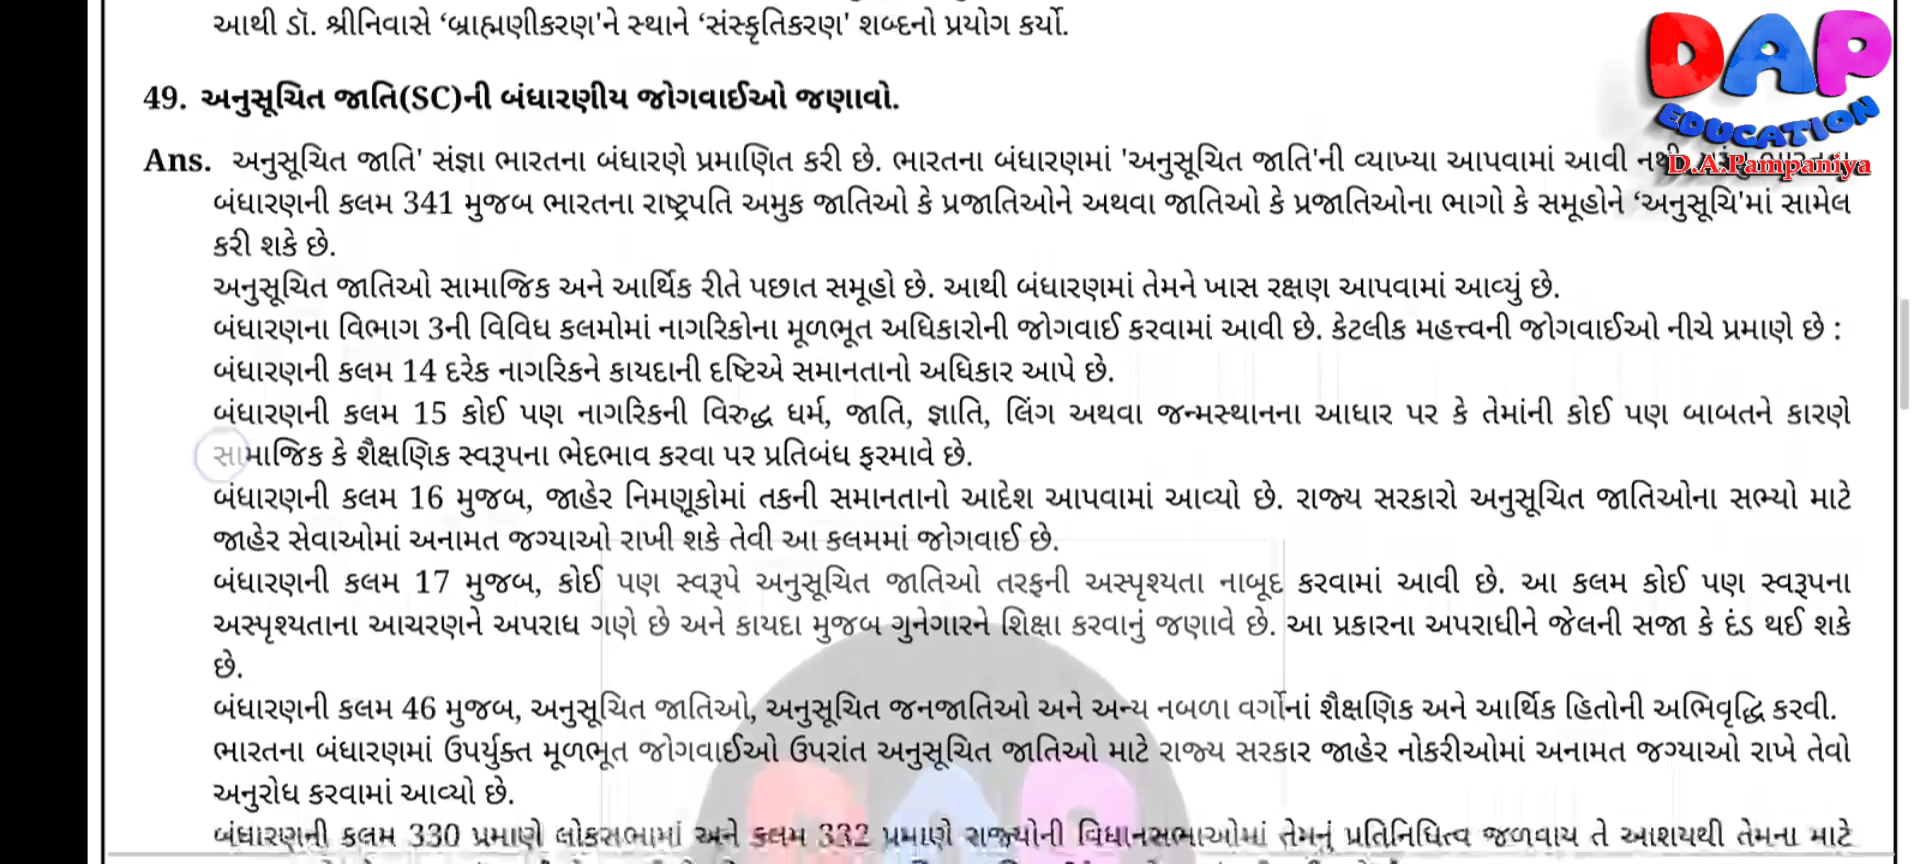 આથી ડૉ. શ્રીનિવાસે ‘બ્રાહ્મણીકરણ'ને સ્થાને ‘સંસ્કૃતિકરણ' શબ્દનો પ્રયોગ કર્યો.
DAP
EDUCATION
D.A.Pampaniya
49. અનુસૂચિત જાતિ(SC)ની બંધારણીય જોગવાઈઓ જણાવો.
Ans. અનુસૂચિત જાતિ' સંજ્ઞા ભારતના બંધારણે પ્રમાણિત કરી છે. ભારતના બંધારણમાં 'અનુસૂચિત જાતિ'ની વ્યાખ્યા આપવામાં આવી નથી
બંધારણની કલમ 341 મુજબ ભારતના રાષ્ટ્રપતિ અમુક જાતિઓ કે પ્રજાતિઓને અથવા જાતિઓ કે પ્રજાતિઓના ભાગો કે સમૂહોને ‘અનુસૂચિ'માં સામેલ
કરી શકે છે.
અનુસૂચિત જાતિઓ સામાજિક અને આર્થિક રીતે પછાત સમૂહો છે. આથી બંધારણમાં તેમને ખાસ રક્ષણ આપવામાં આવ્યું છે.
બંધારણના વિભાગ 3ની વિવિધ કલમોમાં નાગરિકોના મૂળભૂત અધિકારોની જોગવાઈ કરવામાં આવી છે. કેટલીક મહત્ત્વની જોગવાઈઓ નીચે પ્રમાણે છે :
બંધારણની કલમ 14 દરેક નાગરિકને કાયદાની દષ્ટિએ સમાનતાનો અધિકાર આપે છે.
બંધારણની કલમ 15 કોઈ પણ નાગરિકની વિરુદ્ધ ધર્મ, જાતિ, જ્ઞાતિ, લિંગ અથવા જન્મસ્થાનના આધાર પર કે તેમાંની કોઈ પણ બાબતને કારણે
સામાજિક કે શૈક્ષણિક સ્વરૂપના ભેદભાવ કરવા પર પ્રતિબંધ ફરમાવે છે.
બંધારણની કલમ 16 મુજબ, જાહેર નિમણૂકોમાં તકની સમાનતાનો આદેશ આપવામાં આવ્યો છે. રાજ્ય સરકારો અનુસૂચિત જાતિઓના સભ્યો માટે
જાહેર સેવાઓમાં અનામત જગ્યાઓ રાખી શકે તેવી આ કલમમાં જોગવાઈ છે.
બંધારણની કલમ 17 મુજબ, કોઈ પણ સ્વરૂપે અનુસૂચિત જાતિઓ તરફની અસ્પૃશ્યતા નાબૂદ કરવામાં આવી છે. આ કલમ કોઈ પણ સ્વરૂપના
અસ્પૃશ્યતાના આચરણને અપરાધ ગણે છે અને કાયદા મુજબ ગુનેગારને શિક્ષા કરવાનું જણાવે છે. આ પ્રકારના અપરાધીને જેલની સજા કે દંડ થઈ શકે
છે.
બંધારણની કલમ 46 મુજબ, અનુસૂચિત જાતિઓ, અનુસૂચિત જનજાતિઓ અને અન્ય નબળા વર્ગોનાં શૈક્ષણિક અને આર્થિક હિતોની અભિવૃદ્ધિ કરવી.
ભારતના બંધારણમાં ઉપર્યુક્ત મૂળભૂત જોગવાઈઓ ઉપરાંત અનુસૂચિત જાતિઓ માટે રાજ્ય સરકાર જાહેર નોકરીઓમાં અનામત જગ્યાઓ રાખે તેવો
અનુરોધ કરવામાં આવ્યો છે.
બંધારણની કલમ 330 પ્રમાણે લોકસભામાં અને કલમ 332 પ્રમાણે રાજ્યોની વિધાનસભાઓમાં તેમનું પ્રતિનિધિત્વ જળવાય તે આશયથી તેમના માટે